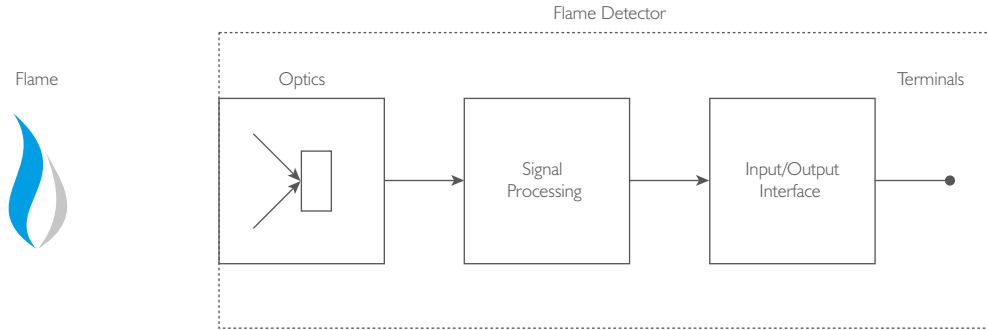 Flame Detector
Flame
Optics
Terminals
Signal
Processing
Input/Output
Interface